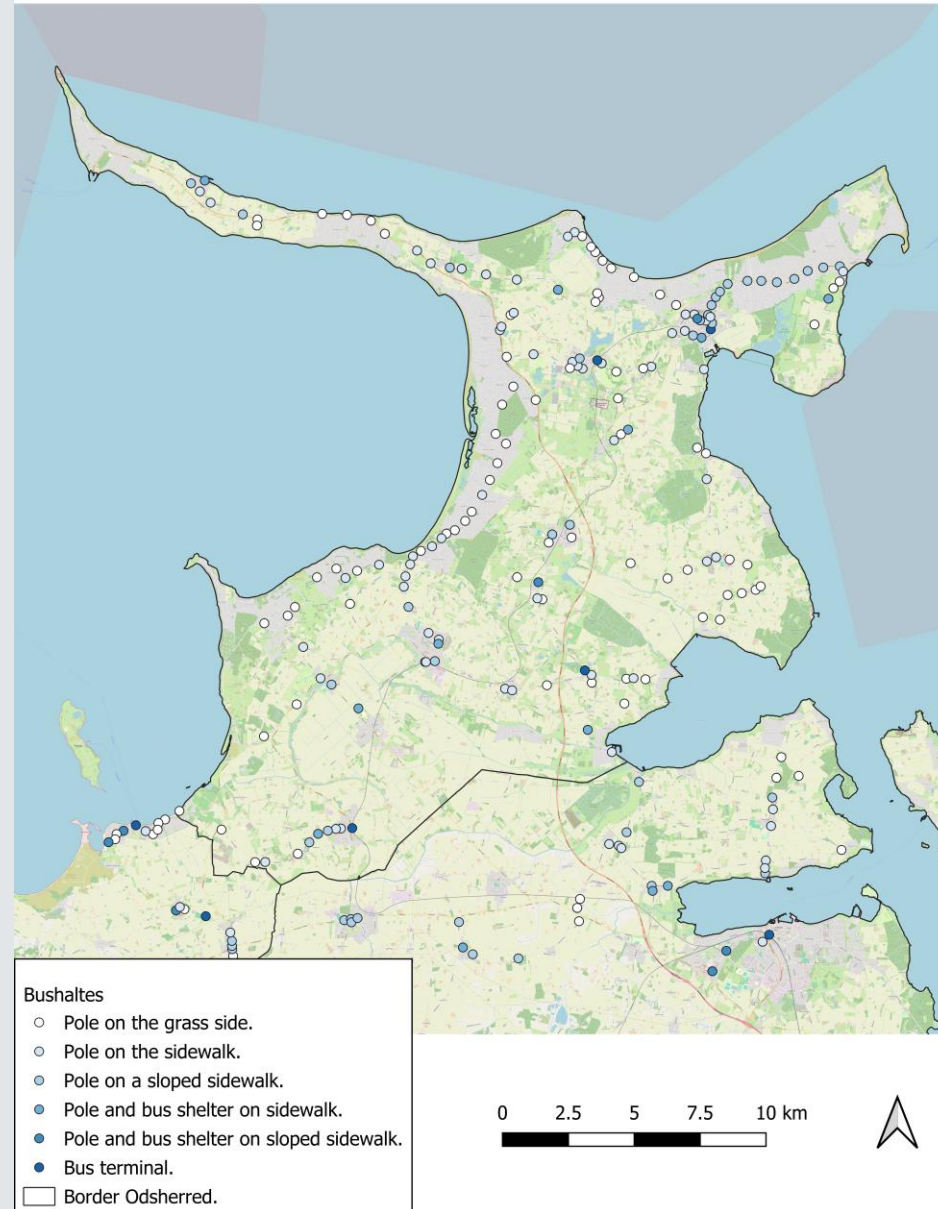 Bushaltes
Pole on the grass side.
Pole on the sidewalk.
Pole on a sloped sidewalk.
Pole and bus shelter on sidewalk.
Pole and bus shelter on sloped sidewalk.
Bus terminal.
Border Odsherred.
0 2.5 5 7.5 10 km